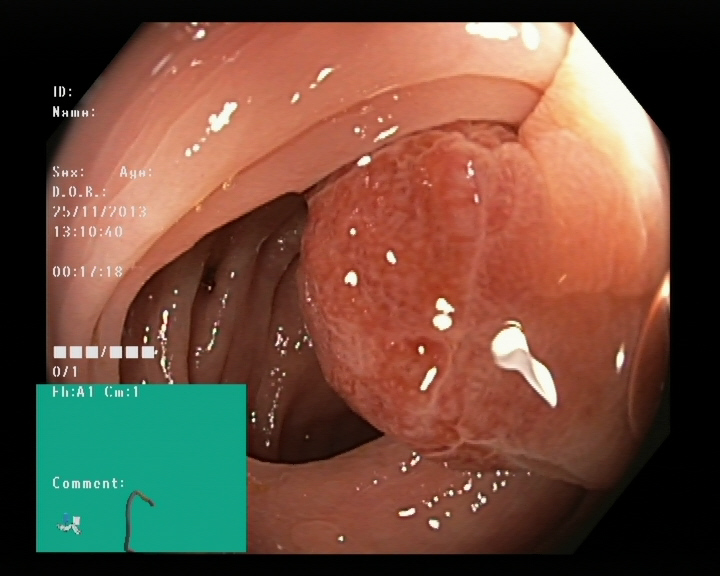 ID:
Name:
Sex: Age:
D.O.R.:
25/11/2013
13:10:40
00:17:18
■■■/■■■
0/1
Eh:A1 Cm:1
Comment: